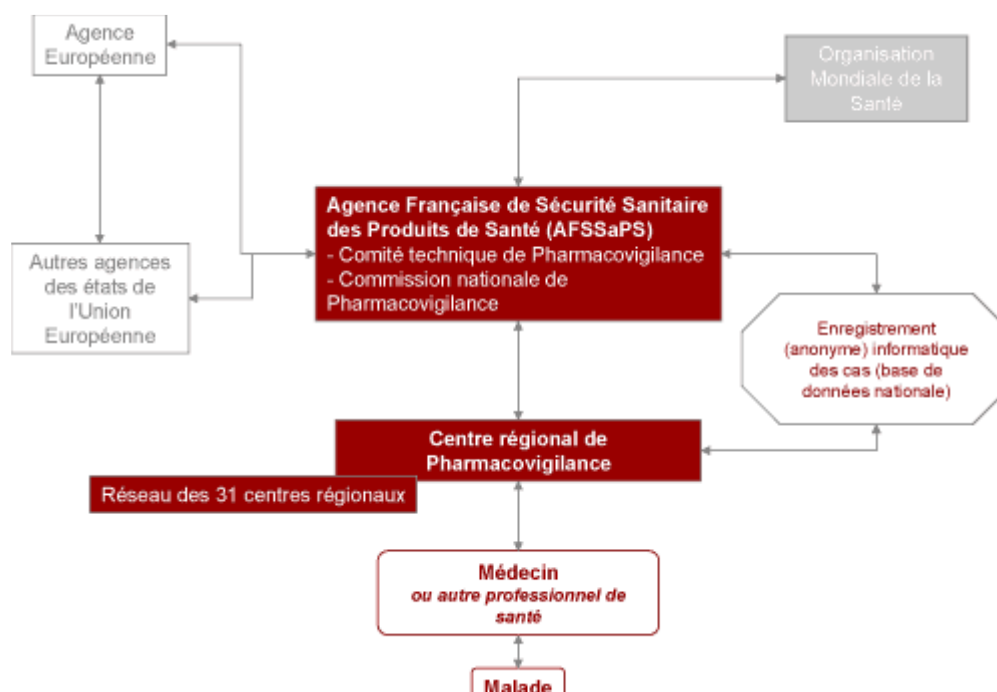 Agence
Européenne
Organisation
Mondiale de la
Santé
Agence Française de Sécurité Sanitaire
des Produits de Santé (AFSSaPS)
- Comité technique de Pharmacovigilance
- Commission nationale de
Pharmacovigilance
Autres agences
des états de
l'Union
Européenne
Enregistrement
(anonyme) informatique
des cas (base de
données nationale)
Centre régional de
Pharmacovigilance
Réseau des 31 centres régionaux
Médecin
ou autre professionnel de
santé
Malade